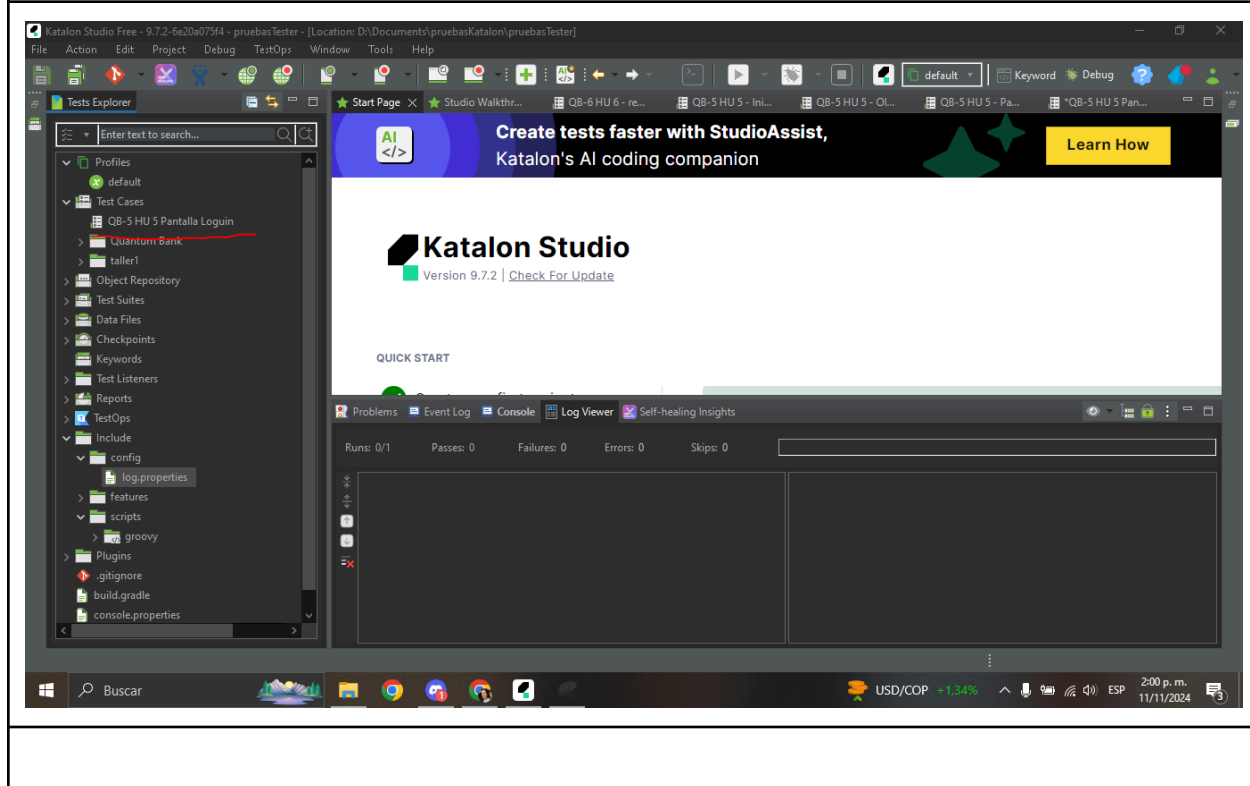 Katalon Studio Free - 9.7.2-6e20a075f4 - pruebasTester - [Location: D:\Documents\pruebasKatalon\pruebasTester]
File Action Edit Project Debug TestOps Window Tools Help
default Keyword Debug
Tests Explorer
Start Page Studio Walkthr... QB-6 HU 6 - re... QB-5 HU 5 - Ini... QB-5 HU 5 - Ol... QB-5 HU 5 - Pa... *QB-5 HU 5 Pan...
Enter text to search...
Profiles
default
Test Cases
QB-5 HU 5 Pantalla Loguin
Quantum Bank
taller1
Object Repository
Test Suites
Data Files
Checkpoints
Keywords
Test Listeners
Reports
TestOps
Include
config
log.properties
features
scripts
groovy
Plugins
.gitignore
build.gradle
console.properties
AI
</>
Create tests faster with StudioAssist,
Katalon's AI coding companion
Learn How
Katalon Studio
Version 9.7.2 | Check For Update
QUICK START
Problems Event Log Console Log Viewer Self-healing Insights
Runs: 0/1 Passes: 0 Failures: 0 Errors: 0 Skips: 0
Buscar
USD/COP +1,34% ESP
2:00 p. m.
11/11/2024
3